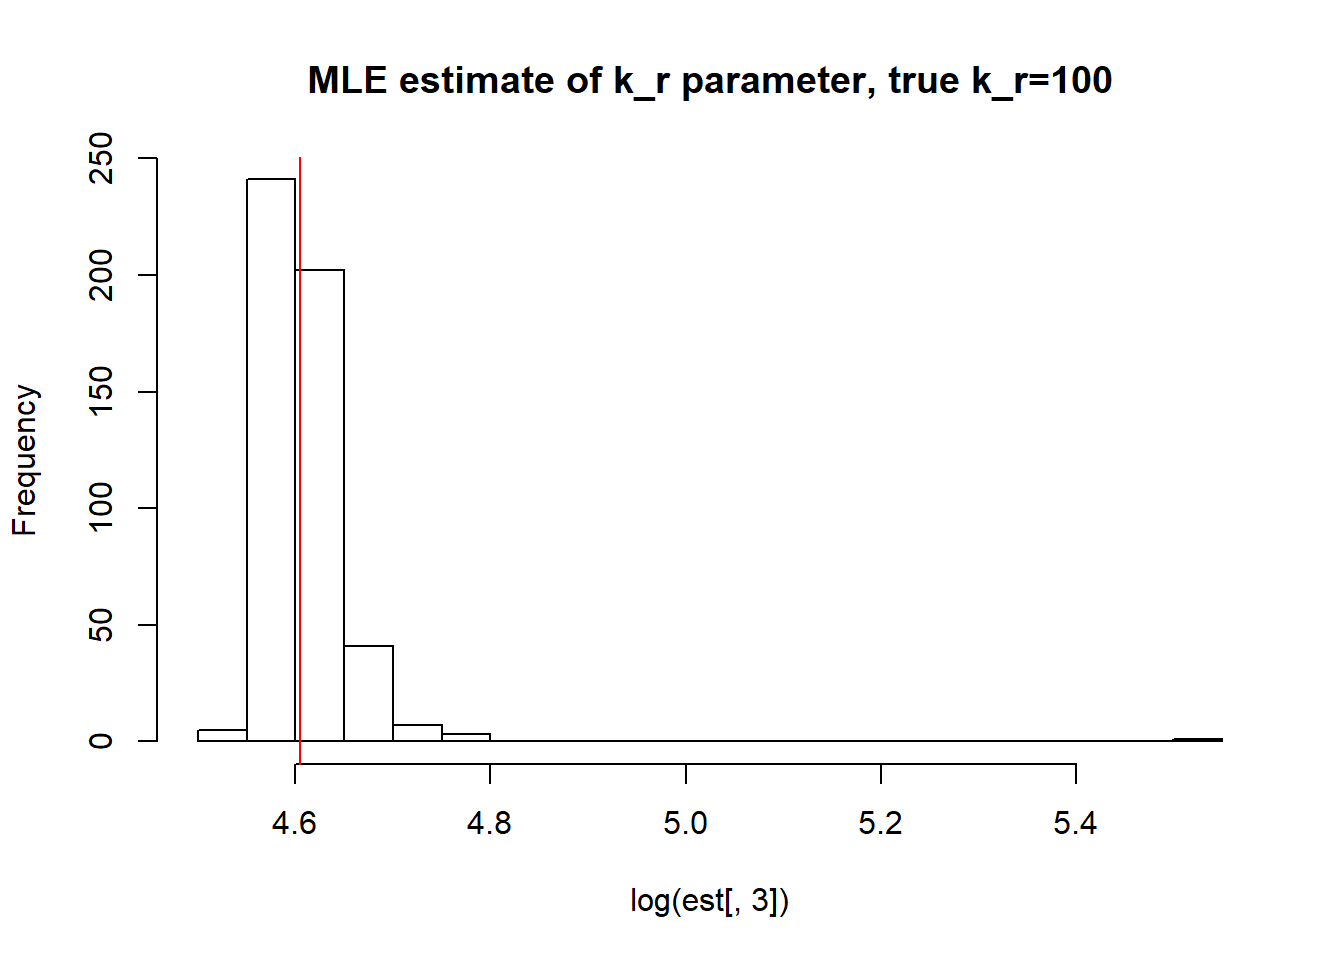 MLE estimate of k_r parameter, true k_r=100
250
200
150
100
50
0
Frequency
4.6 4.8 5.0 5.2 5.4
log(est[, 3])